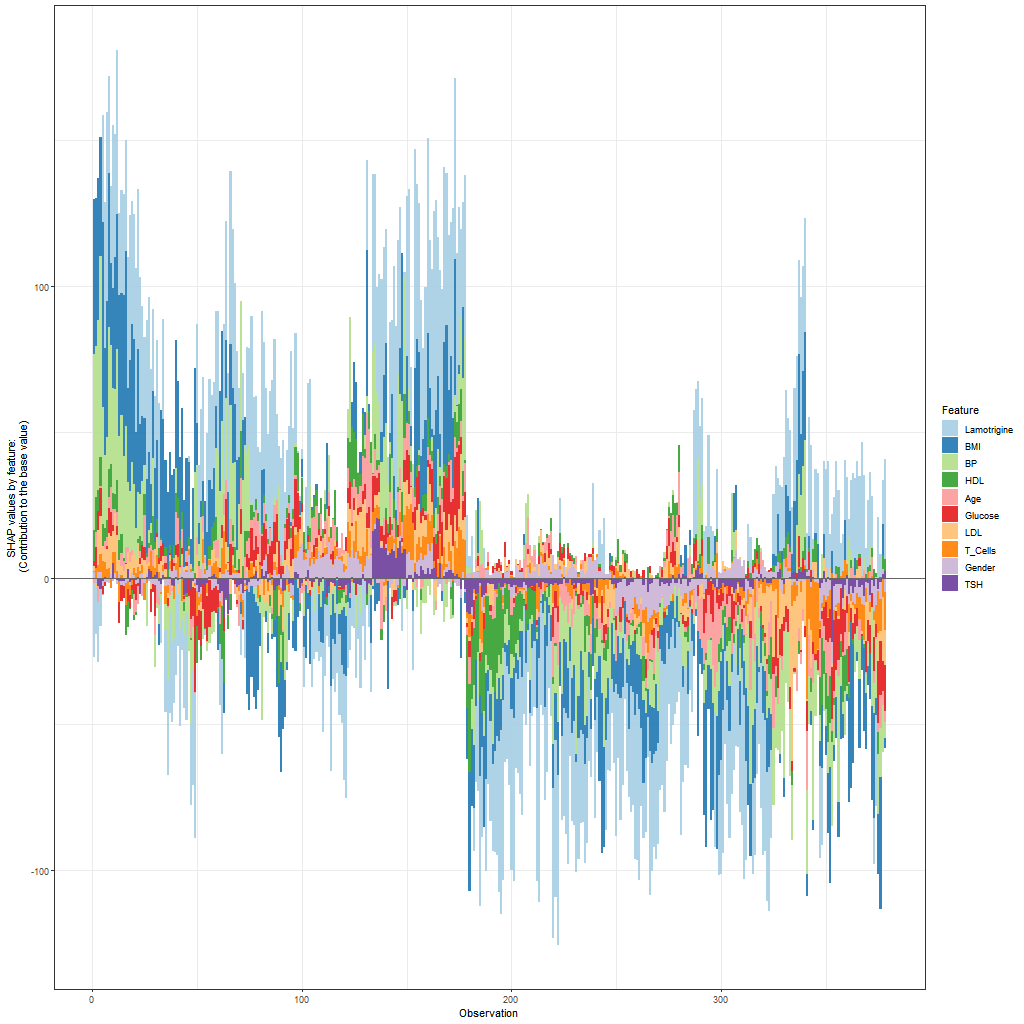 SHAP values by feature:
(Contribution to the base value)
100
0
-100
0
100
200
300
Observation
Feature
Lamotrigine
BMI
BP
HDL
Age
Glucose
LDL
T_Cells
Gender
TSH